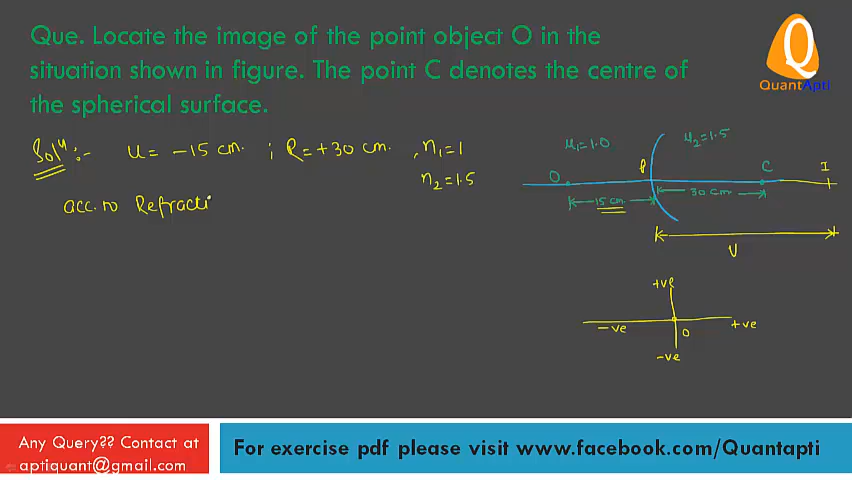 Que. Locate the image of the point object O in the
situation shown in figure. The point C denotes the centre of
the spherical surface.
Q
QuantApti
Solⁿ:- u = -15 cm. ; R = +30 cm. , n₁ = 1
n₂ = 1.5
acc. to Refracti
μ₁=1.0
μ₂=1.5
O
P
C
I
15 cm.
30 cm
V
+ve
-ve
+ve
O
-ve
Any Query?? Contact at
aptiquant@gmail.com
For exercise pdf please visit www.facebook.com/Quantapti